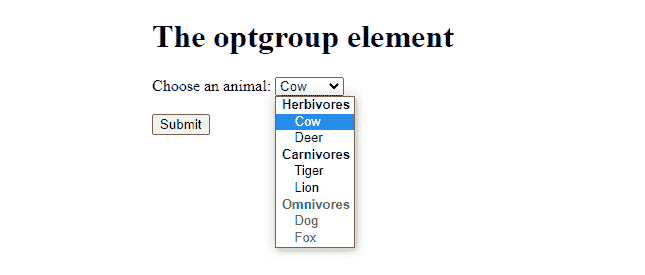 The optgroup element
Choose an animal: Cow
Herbivores
Cow
Deer
Carnivores
Tiger
Lion
Omnivores
Dog
Fox
Submit